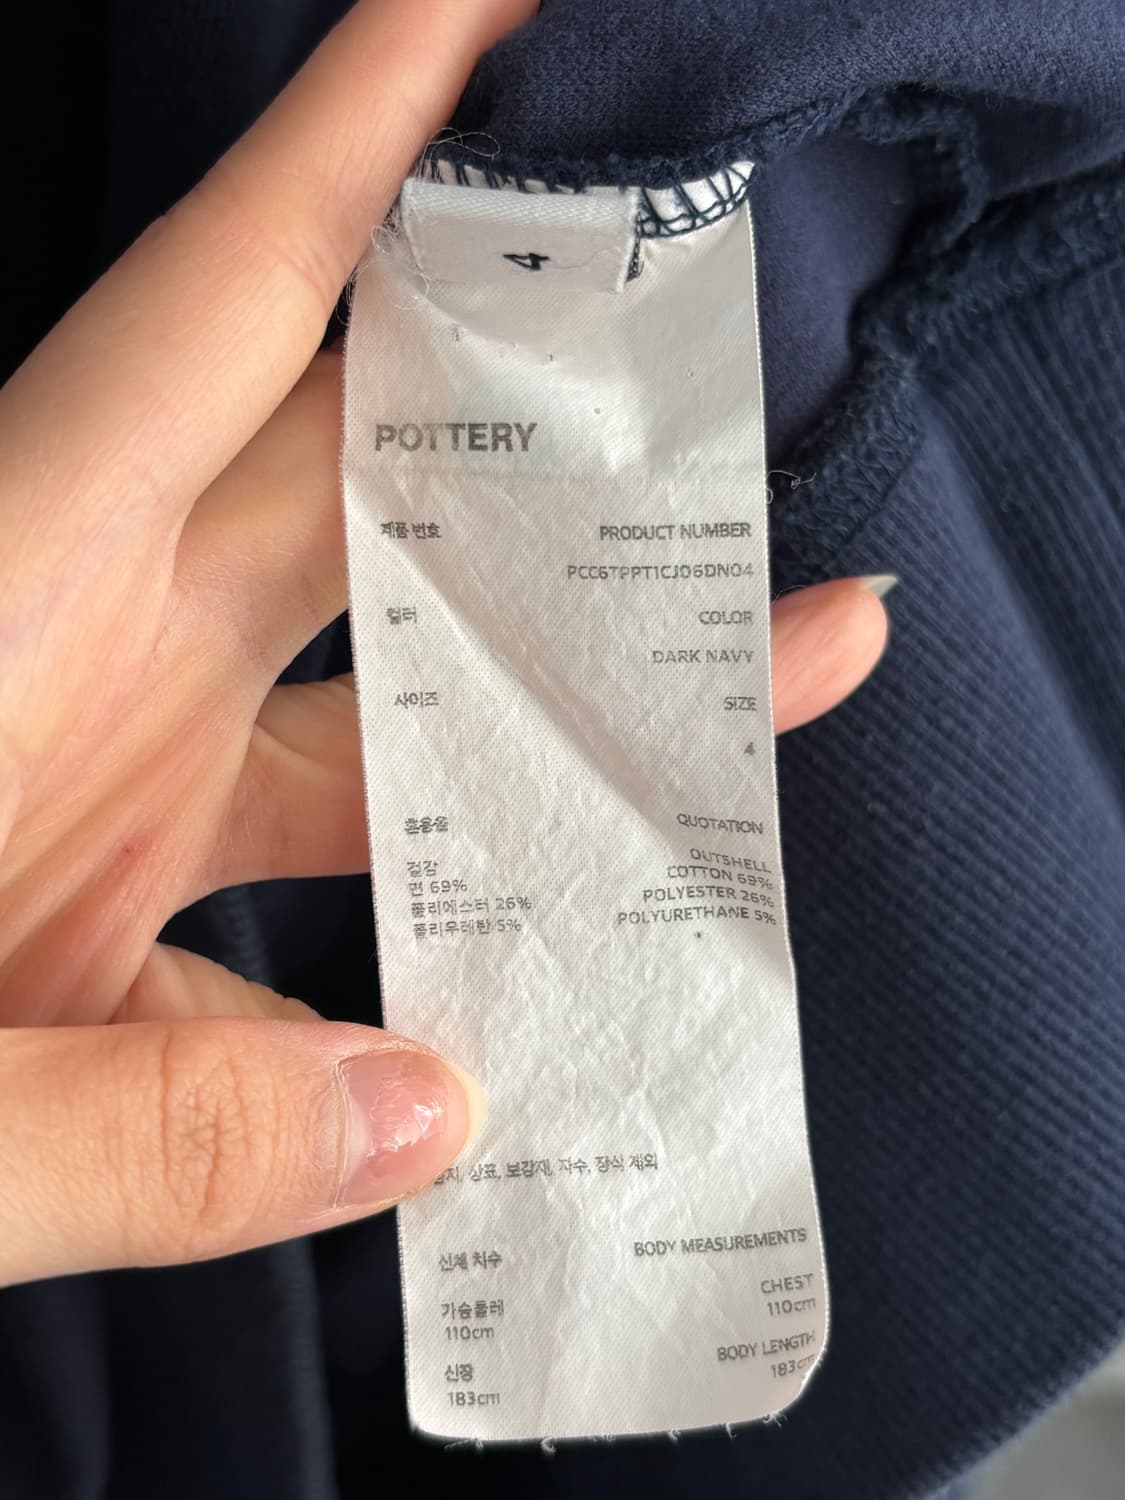 4
POTTERY
제품 번호 PRODUCT NUMBER
PCC6TPPT1CJ06DN04
컬러 COLOR
DARK NAVY
사이즈 SIZE
4
혼용율 QUOTATION
겉감 OUTSHELL
면 69% COTTON 69%
폴리에스터 26% POLYESTER 26%
폴리우레탄 5% POLYURETHANE 5%
상표, 보강재, 자수, 장식 제외
신체 치수 BODY MEASUREMENTS
가슴둘레 CHEST
110cm 110cm
신장 BODY LENGTH
183cm 183cm